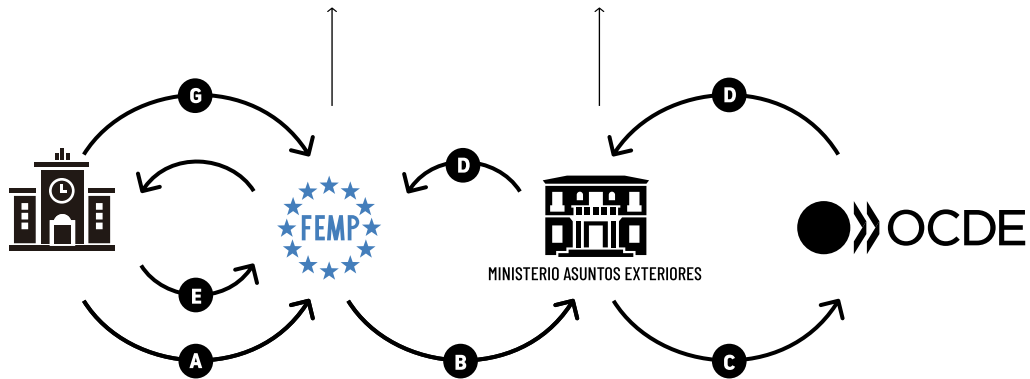 G
D
D
FEMP
OCDE
MINISTERIO ASUNTOS EXTERIORES
E
A
B
C